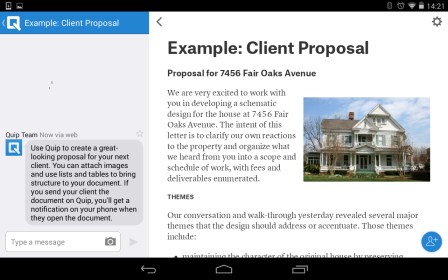 14:21
Example: Client Proposal
Quip Team Now via web
Use Quip to create a great-
looking proposal for your next
client. You can attach images
and use lists and tables to bring
structure to your document. If
you send your client the
document on Quip, you'll get a
notification on your phone when
they open the document.
Type a message
Example: Client Proposal
Proposal for 7456 Fair Oaks Avenue
We are very excited to work with
you in developing a schematic
design for the house at 7456 Fair
Oaks Avenue. The intent of this
letter is to clarify our own reactions
to the property and organize what
we heard from you into a scope and
schedule of work, with fees and
deliverables enumerated.
THEMES
Our conversation and walk-through yesterday revealed several major
themes that the design should address or accentuate. Those themes
include:
• maintaining the character of the original house by preserving